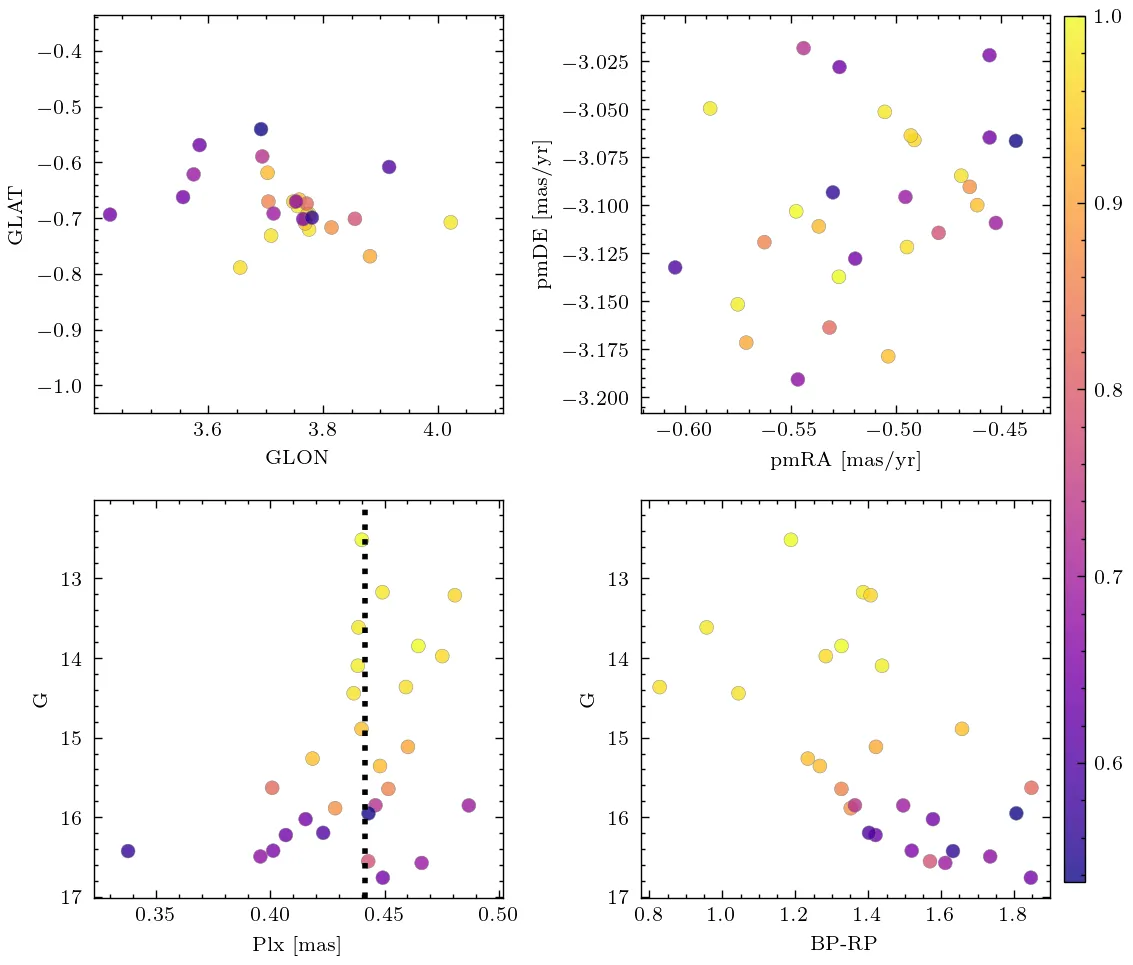 −0.4
−0.5
−0.6
−0.7
−0.8
−0.9
−1.0
GLAT
3.6 3.8 4.0
GLON
−3.025
−3.050
−3.075
−3.100
−3.125
−3.150
−3.175
−3.200
pmDE [mas/yr]
−0.60 −0.55 −0.50 −0.45
pmRA [mas/yr]
1.0
0.9
0.8
0.7
0.6
13
14
15
16
17
G
0.35 0.40 0.45 0.50
Plx [mas]
13
14
15
16
17
G
0.8 1.0 1.2 1.4 1.6 1.8
BP-RP